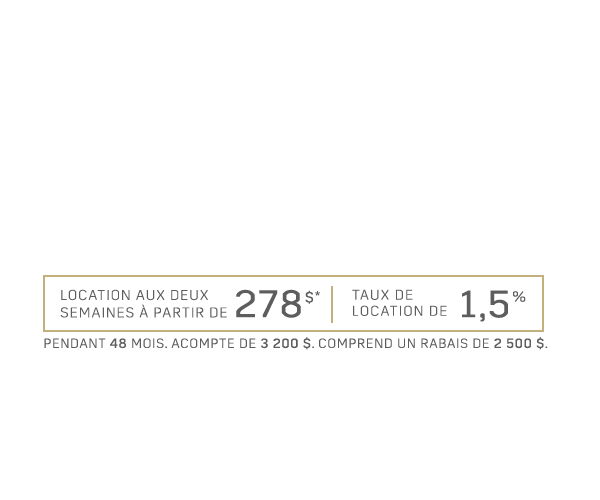 LOCATION AUX DEUX
SEMAINES À PARTIR DE 278 $*
TAUX DE
LOCATION DE 1,5 %
PENDANT 48 MOIS. ACOMPTE DE 3 200 $. COMPREND UN RABAIS DE 2 500 $.